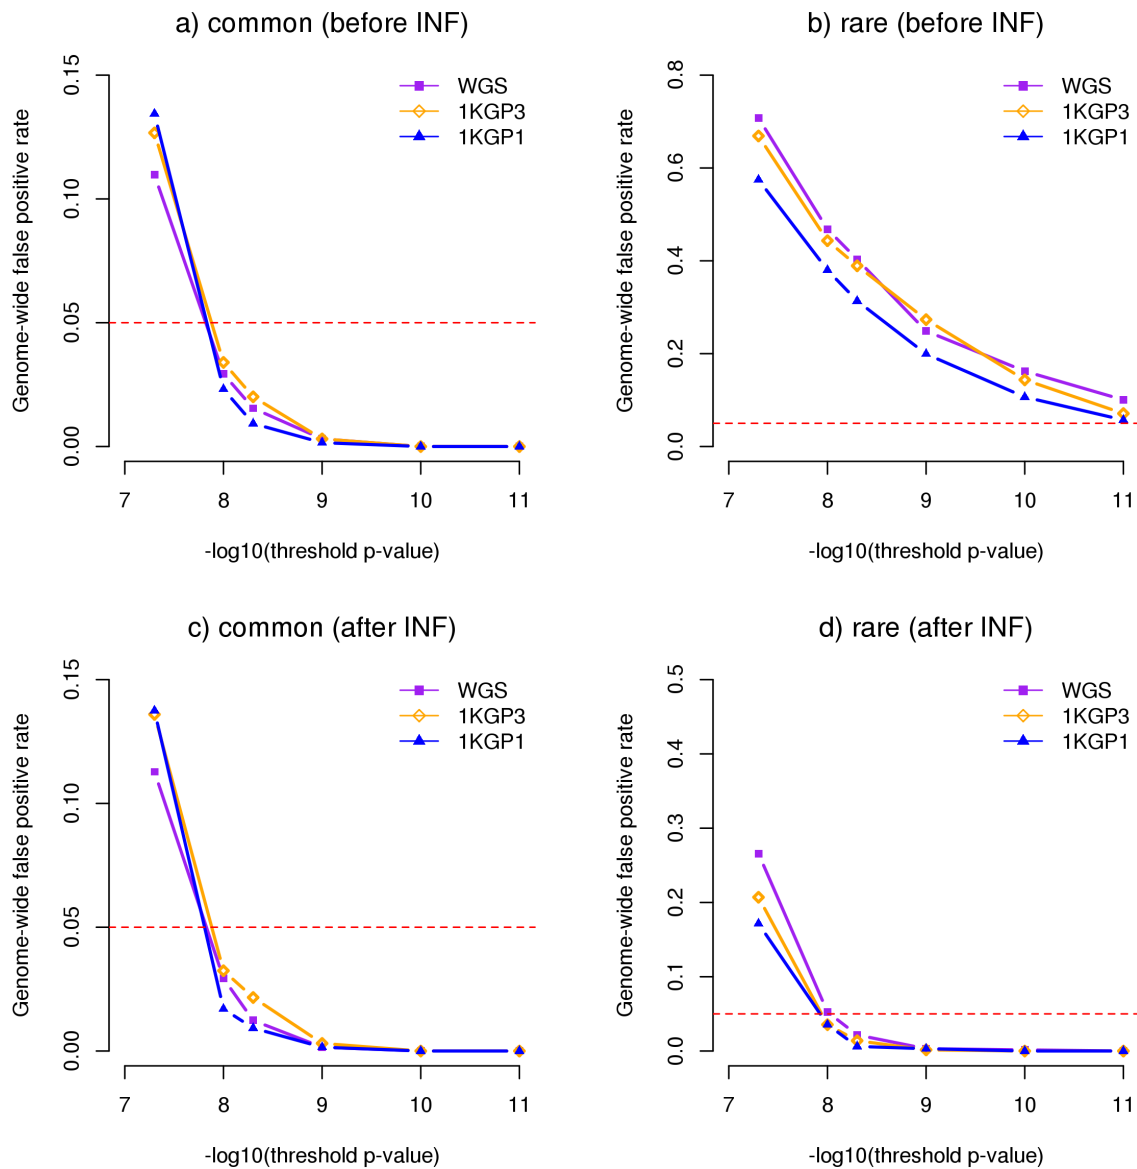 a) common (before INF)
Genome-wide false positive rate
0.15
0.10
0.05
0.00
WGS
1KGP3
1KGP1
7 8 9 10 11
-log10(threshold p-value)
b) rare (before INF)
Genome-wide false positive rate
0.8
0.6
0.4
0.2
0.0
WGS
1KGP3
1KGP1
7 8 9 10 11
-log10(threshold p-value)
c) common (after INF)
Genome-wide false positive rate
0.15
0.10
0.05
0.00
WGS
1KGP3
1KGP1
7 8 9 10 11
-log10(threshold p-value)
d) rare (after INF)
Genome-wide false positive rate
0.5
0.4
0.3
0.2
0.1
0.0
WGS
1KGP3
1KGP1
7 8 9 10 11
-log10(threshold p-value)